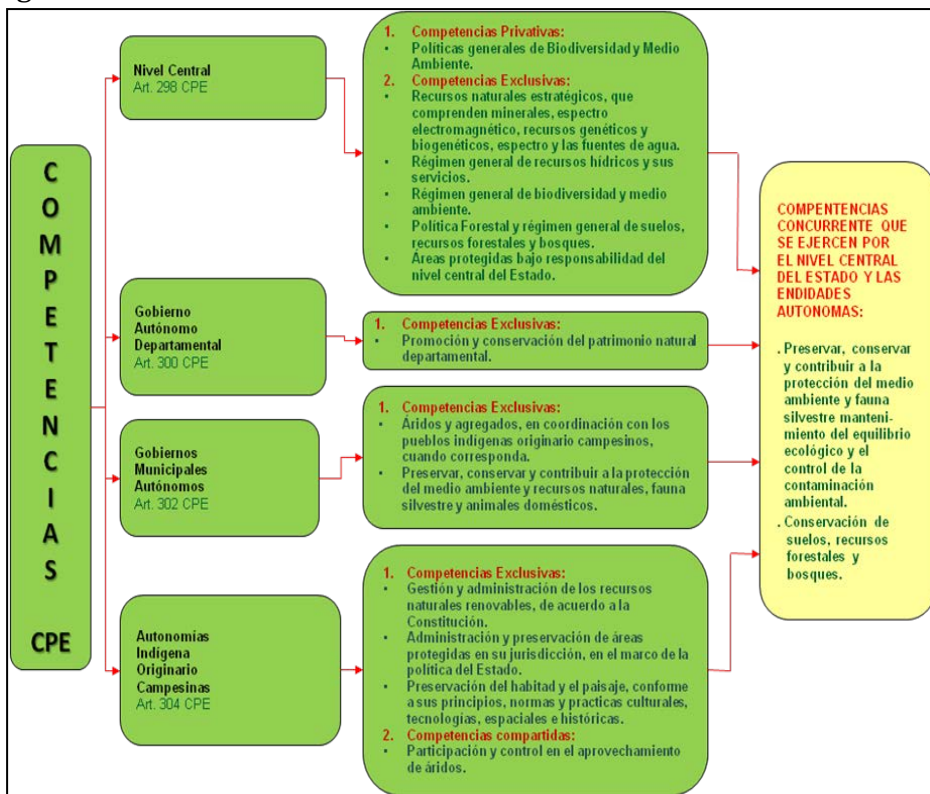 COMPETENCIAS
CPE
Nivel Central
Art. 298 CPE
1. Competencias Privativas:
• Políticas generales de Biodiversidad y Medio
Ambiente.
2. Competencias Exclusivas:
• Recursos naturales estratégicos, que
comprenden minerales, espectro
electromagnético, recursos genéticos y
biogenéticos, espectro y las fuentes de agua.
• Régimen general de recursos hídricos y sus
servicios.
• Régimen general de biodiversidad y medio
ambiente.
• Política Forestal y régimen general de suelos,
recursos forestales y bosques.
• Áreas protegidas bajo responsabilidad del
nivel central del Estado.
Gobierno
Autónomo
Departamental
Art. 300 CPE
1. Competencias Exclusivas:
• Promoción y conservación del patrimonio natural
departamental.
Gobiernos
Municipales
Autónomos
Art. 302 CPE
1. Competencias Exclusivas:
• Áridos y agregados, en coordinación con los
pueblos indígenas originario campesinos,
cuando corresponda.
• Preservar, conservar y contribuir a la protección
del medio ambiente y recursos naturales, fauna
silvestre y animales domésticos.
Autonomías
Indígena
Originario
Campesinas
Art. 304 CPE
1. Competencias Exclusivas:
• Gestión y administración de los recursos
naturales renovables, de acuerdo a la
Constitución.
• Administración y preservación de áreas
protegidas en su jurisdicción, en el marco de la
política del Estado.
• Preservación del habitad y el paisaje, conforme
a sus principios, normas y practicas culturales,
tecnologías, espaciales e históricas.
2. Competencias compartidas:
• Participación y control en el aprovechamiento
de áridos.
COMPENTENCIAS
CONCURRENTE QUE
SE EJERCEN POR
EL NIVEL CENTRAL
DEL ESTADO Y LAS
ENDIDADES
AUTONOMAS:
. Preservar, conservar
y contribuir a la
protección del medio
ambiente y fauna
silvestre manteni-
miento del equilibrio
ecológico y el
control de la
contaminación
ambiental.
. Conservación de
suelos, recursos
forestales y
bosques.